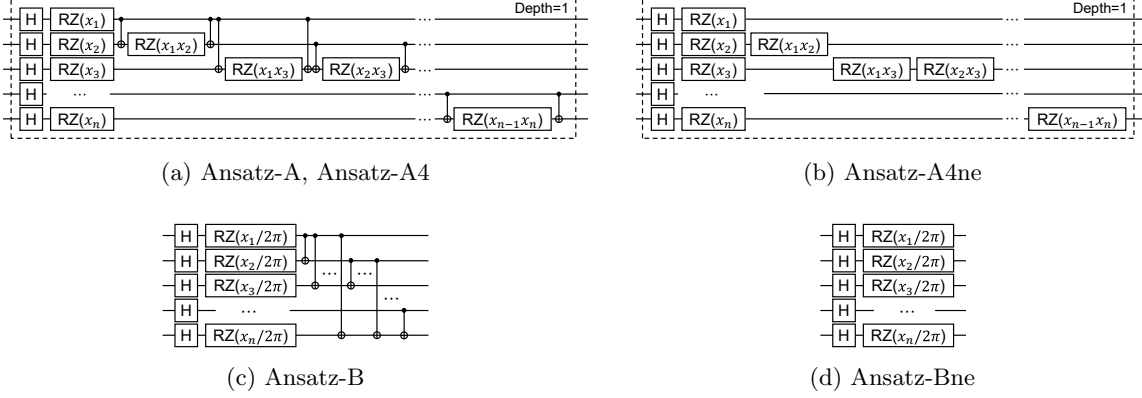 Depth=1
H RZ(x₁)
H RZ(x₂) RZ(x₁x₂) ...
H RZ(x₃) RZ(x₁x₃) RZ(x₂x₃) ...
H ...
H RZ(xₙ) ... RZ(xₙ₋₁xₙ)
(a) Ansatz-A, Ansatz-A4
Depth=1
H RZ(x₁) ...
H RZ(x₂) RZ(x₁x₂) ...
H RZ(x₃) RZ(x₁x₃) RZ(x₂x₃) ...
H ...
H RZ(xₙ) ... RZ(xₙ₋₁xₙ)
(b) Ansatz-A4ne
H RZ(x₁/2π)
H RZ(x₂/2π) ... ...
H RZ(x₃/2π) ...
H ...
H RZ(xₙ/2π)
(c) Ansatz-B
H RZ(x₁/2π)
H RZ(x₂/2π)
H RZ(x₃/2π)
H ...
H RZ(xₙ/2π)
(d) Ansatz-Bne